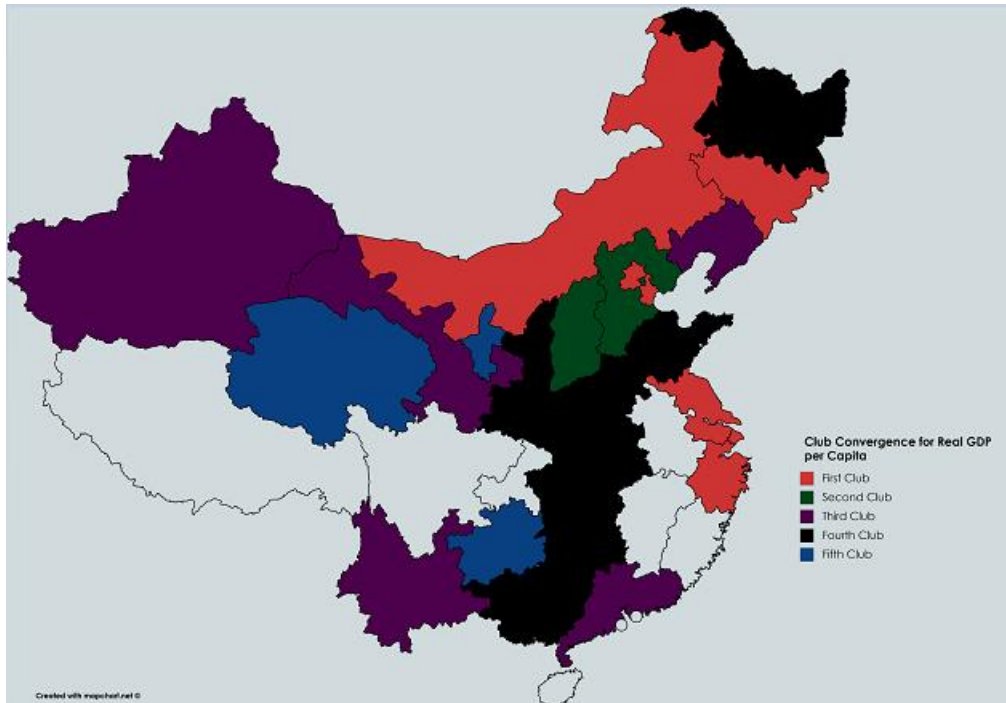 Club Convergence for Real GDP
per Capita
First Club
Second Club
Third Club
Fourth Club
Fifth Club
Created with mapchart.net ©